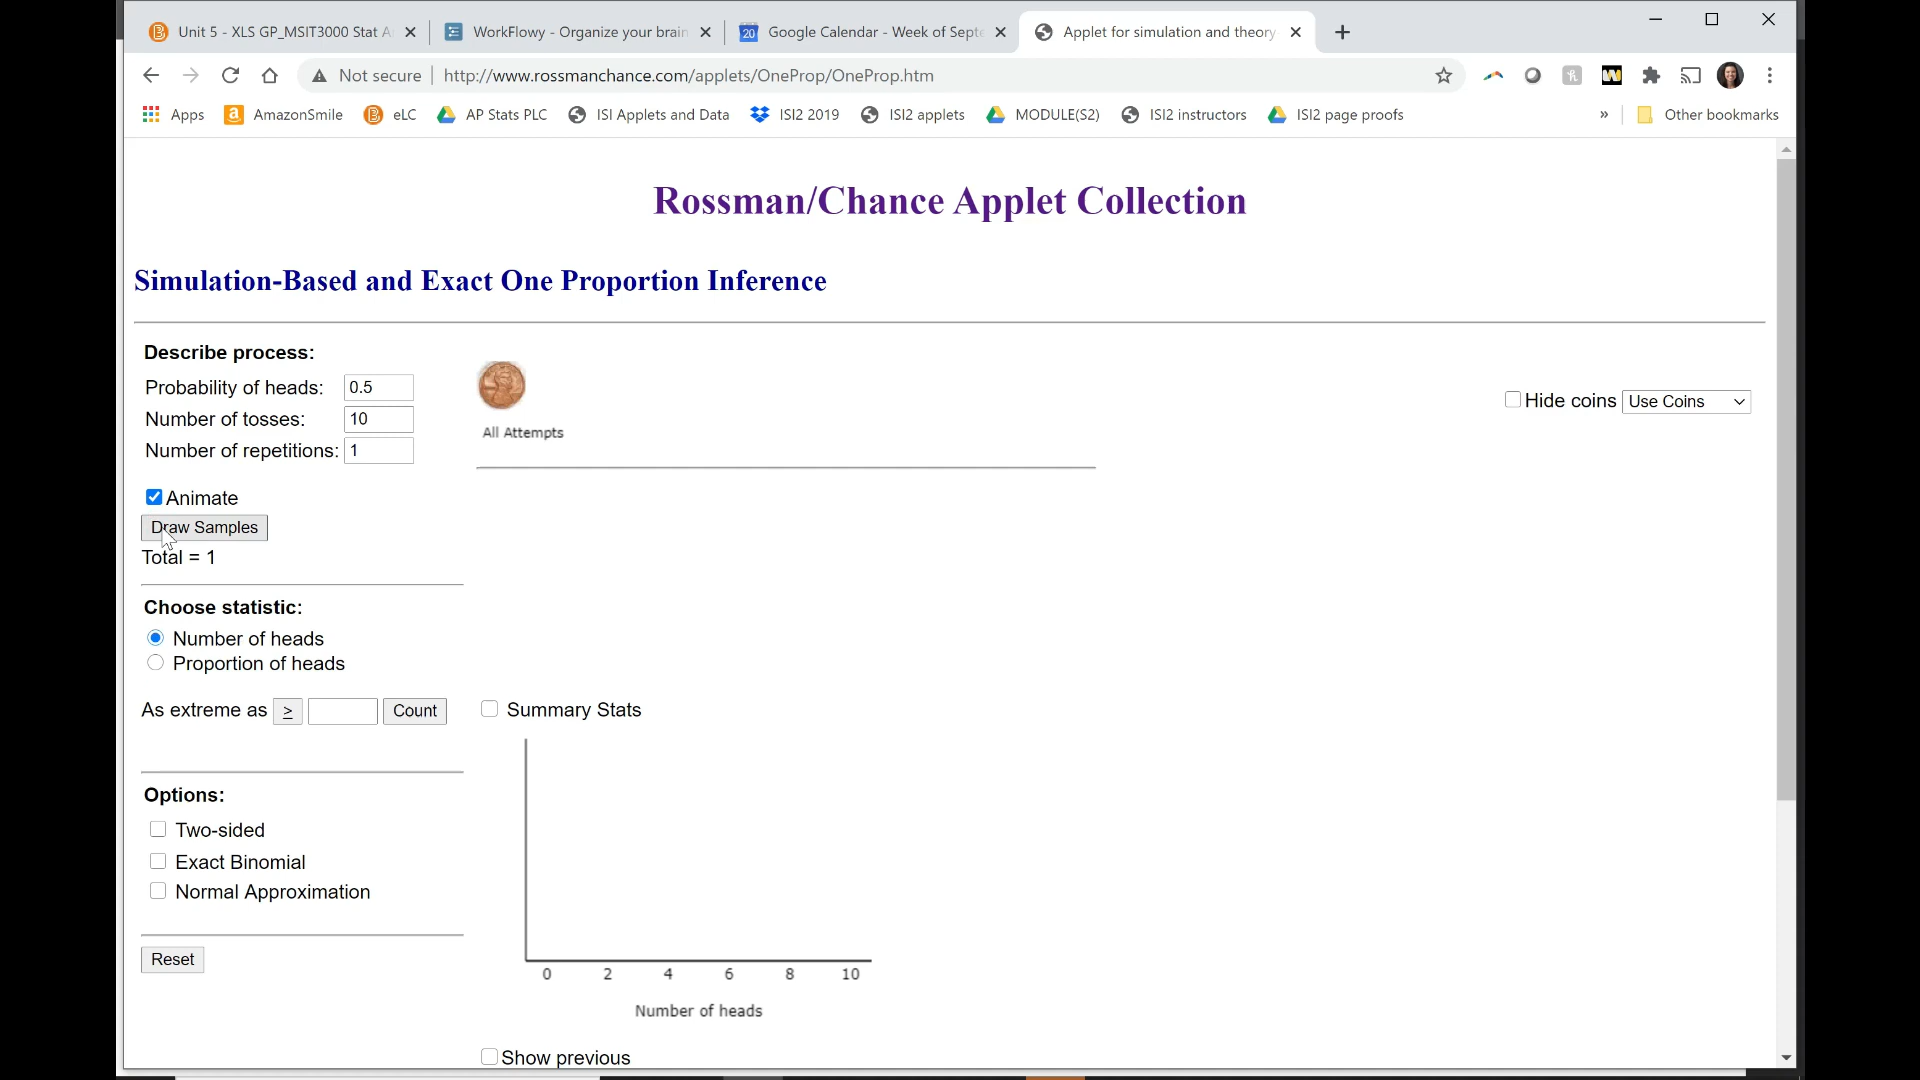 Unit 5 - XLS GP_MSIT3000 Stat A
WorkFlowy - Organize your brain
20
Google Calendar - Week of Septe
Applet for simulation and theory
Not secure
http://www.rossmanchance.com/applets/OneProp/OneProp.htm
Apps
AmazonSmile
eLC
AP Stats PLC
ISI Applets and Data
ISI2 2019
ISI2 applets
MODULE(S2)
ISI2 instructors
ISI2 page proofs
»
Other bookmarks
Rossman/Chance Applet Collection
Simulation-Based and Exact One Proportion Inference
Describe process:
Probability of heads: 0.5
Number of tosses: 10
Number of repetitions: 1
All Attempts
Hide coins Use Coins
Animate
Draw Samples
Total = 1
Choose statistic:
Number of heads
Proportion of heads
As extreme as ≥ Count
Summary Stats
Options:
Two-sided
Exact Binomial
Normal Approximation
Reset
0 2 4 6 8 10
Number of heads
Show previous